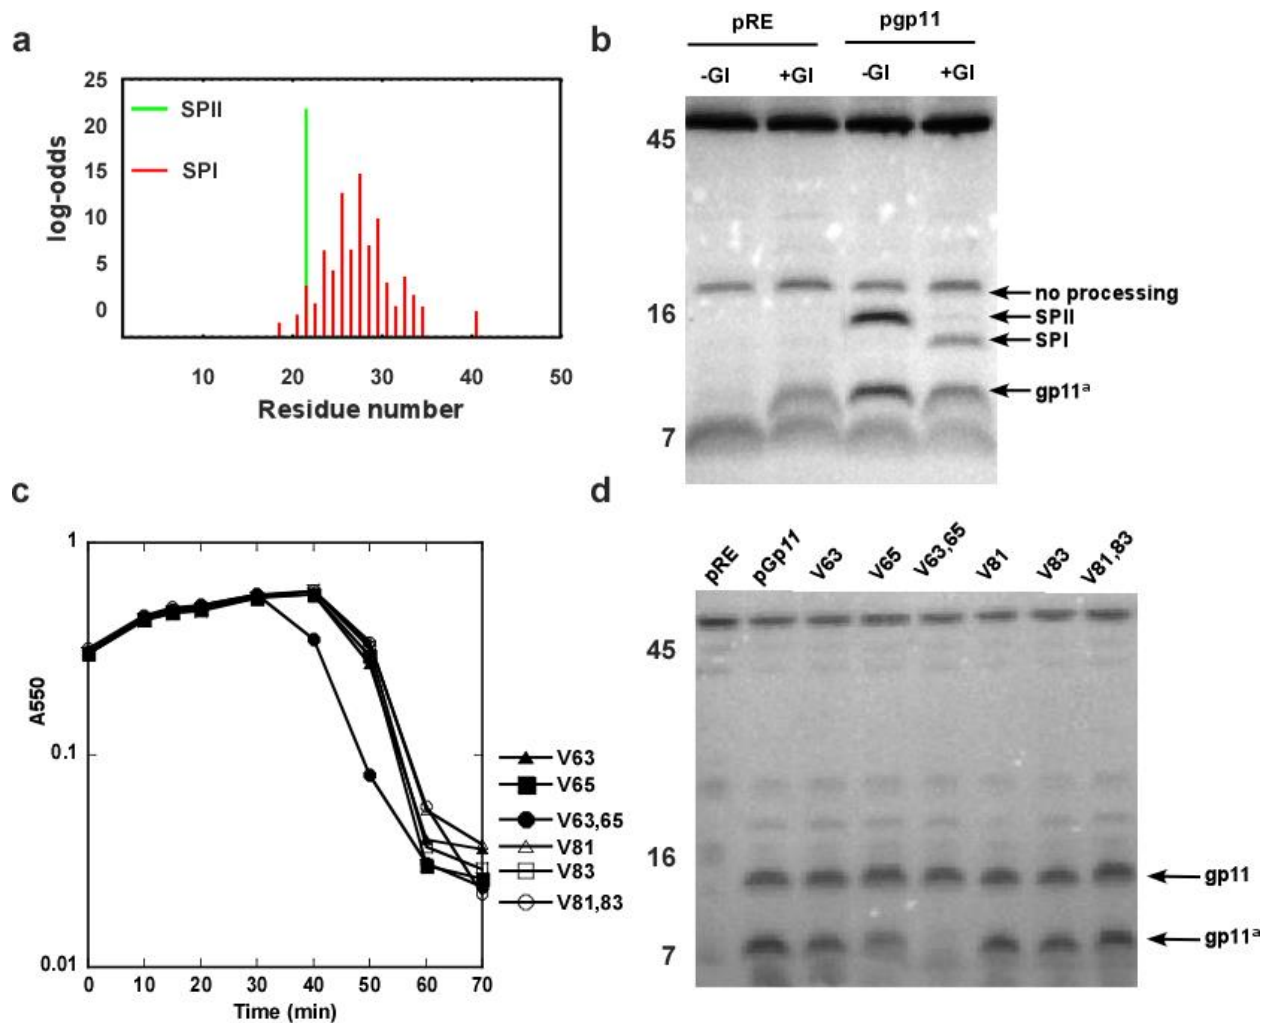 a
25
20
15
10
5
0
log-odds
SPII
SPI
10 20 30 40 50
Residue number
b
pRE pgp11
-GI +GI -GI +GI
45
16
7
no processing
SPII
SPI
gp11a
c
1
0.1
0.01
A550
0 10 20 30 40 50 60 70
Time (min)
V63
V65
V63,65
V81
V83
V81,83
d
pRE pGp11 V63 V65 V63,65 V81 V83 V81,83
45
16
7
gp11
gp11a